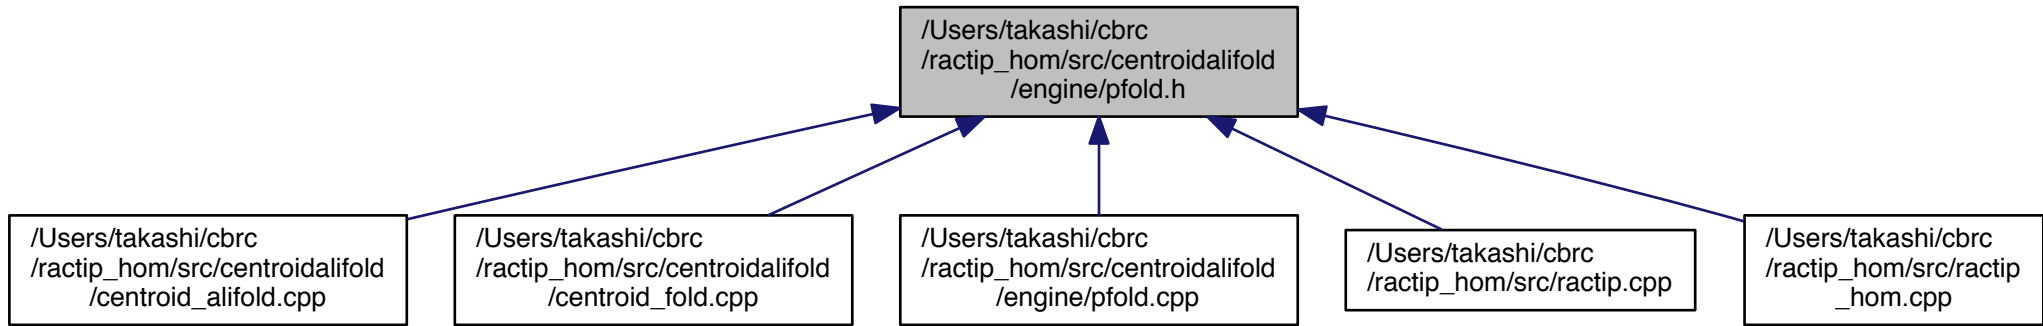 /Users/takashi/cbrc
/ractip_hom/src/centroidalifold
/engine/pfold.h
/Users/takashi/cbrc
/ractip_hom/src/centroidalifold
/centroid_alifold.cpp
/Users/takashi/cbrc
/ractip_hom/src/centroidalifold
/centroid_fold.cpp
/Users/takashi/cbrc
/ractip_hom/src/centroidalifold
/engine/pfold.cpp
/Users/takashi/cbrc
/ractip_hom/src/ractip.cpp
/Users/takashi/cbrc
/ractip_hom/src/ractip
_hom.cpp